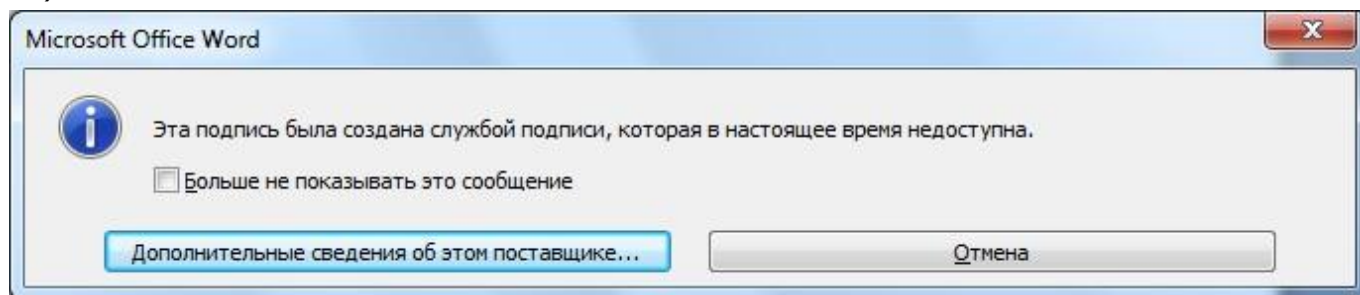 Microsoft Office Word
Эта подпись была создана службой подписи, которая в настоящее время недоступна.
Больше не показывать это сообщение
Дополнительные сведения об этом поставщике...
Отмена